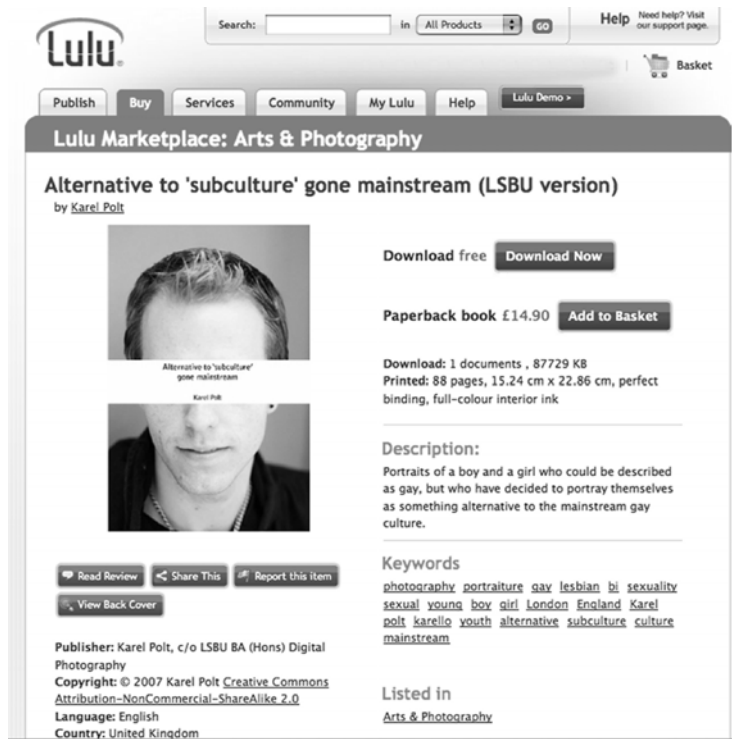 Search:
in All Products
GO
Help Need help? Visit
our support page.
Lulu®
Basket
Publish Buy Services Community My Lulu Help Lulu Demo >
Lulu Marketplace: Arts & Photography
Alternative to 'subculture' gone mainstream (LSBU version)
by Karel Polt
Alternative to 'subculture'
gone mainstream
Karel Polt
Read Review Share This Report this item
View Back Cover
Publisher: Karel Polt, c/o LSBU BA (Hons) Digital
Photography
Copyright: © 2007 Karel Polt Creative Commons
Attribution-NonCommercial-ShareAlike 2.0
Language: English
Country: United Kingdom
Download free Download Now
Paperback book £14.90 Add to Basket
Download: 1 documents , 87729 KB
Printed: 88 pages, 15.24 cm x 22.86 cm, perfect
binding, full-colour interior ink
Description:
Portraits of a boy and a girl who could be described
as gay, but who have decided to portray themselves
as something alternative to the mainstream gay
culture.
Keywords
photography portraiture gay lesbian bi sexuality
sexual young boy girl London England Karel
polt karello youth alternative subculture culture
mainstream
Listed in
Arts & Photography